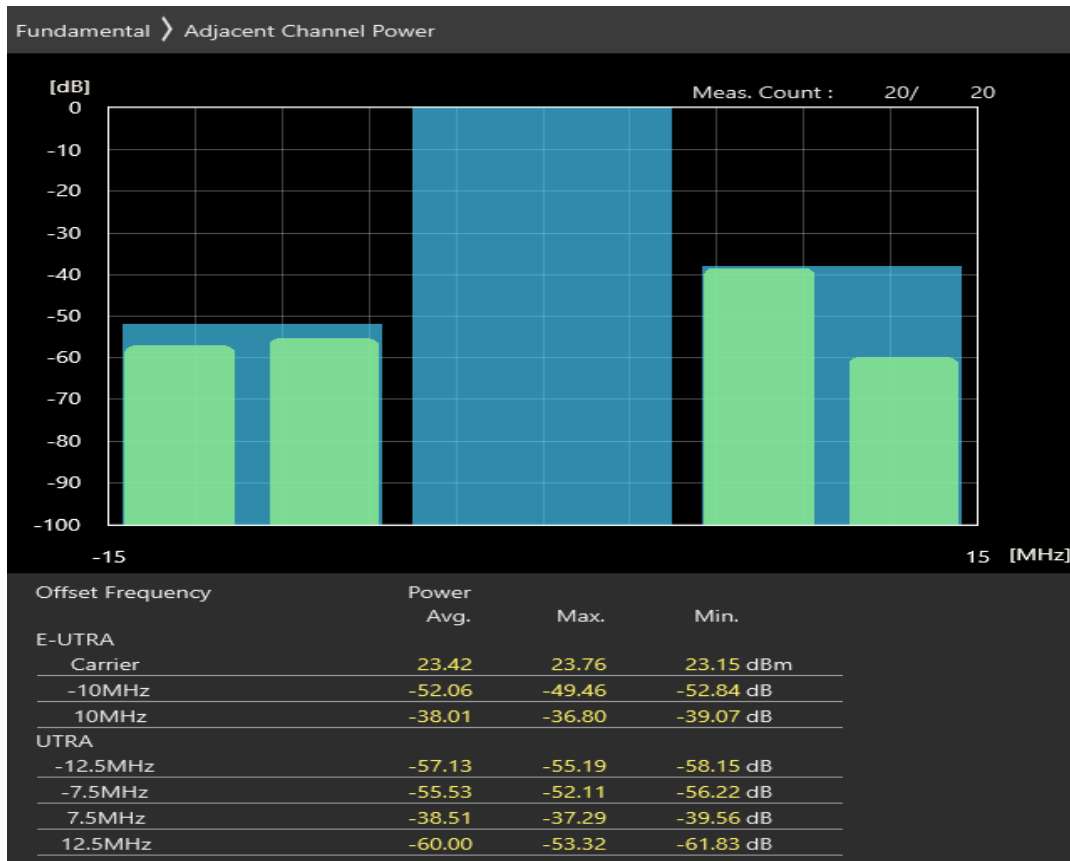 Fundamental 〉 Adjacent Channel Power
[dB]
Meas. Count : 20/ 20
0
-10
-20
-30
-40
-50
-60
-70
-80
-90
-100
-15 15 [MHz]
Offset Frequency Power
Avg. Max. Min.
E-UTRA
Carrier 23.42 23.76 23.15 dBm
-10MHz -52.06 -49.46 -52.84 dB
10MHz -38.01 -36.80 -39.07 dB
UTRA
-12.5MHz -57.13 -55.19 -58.15 dB
-7.5MHz -55.53 -52.11 -56.22 dB
7.5MHz -38.51 -37.29 -39.56 dB
12.5MHz -60.00 -53.32 -61.83 dB